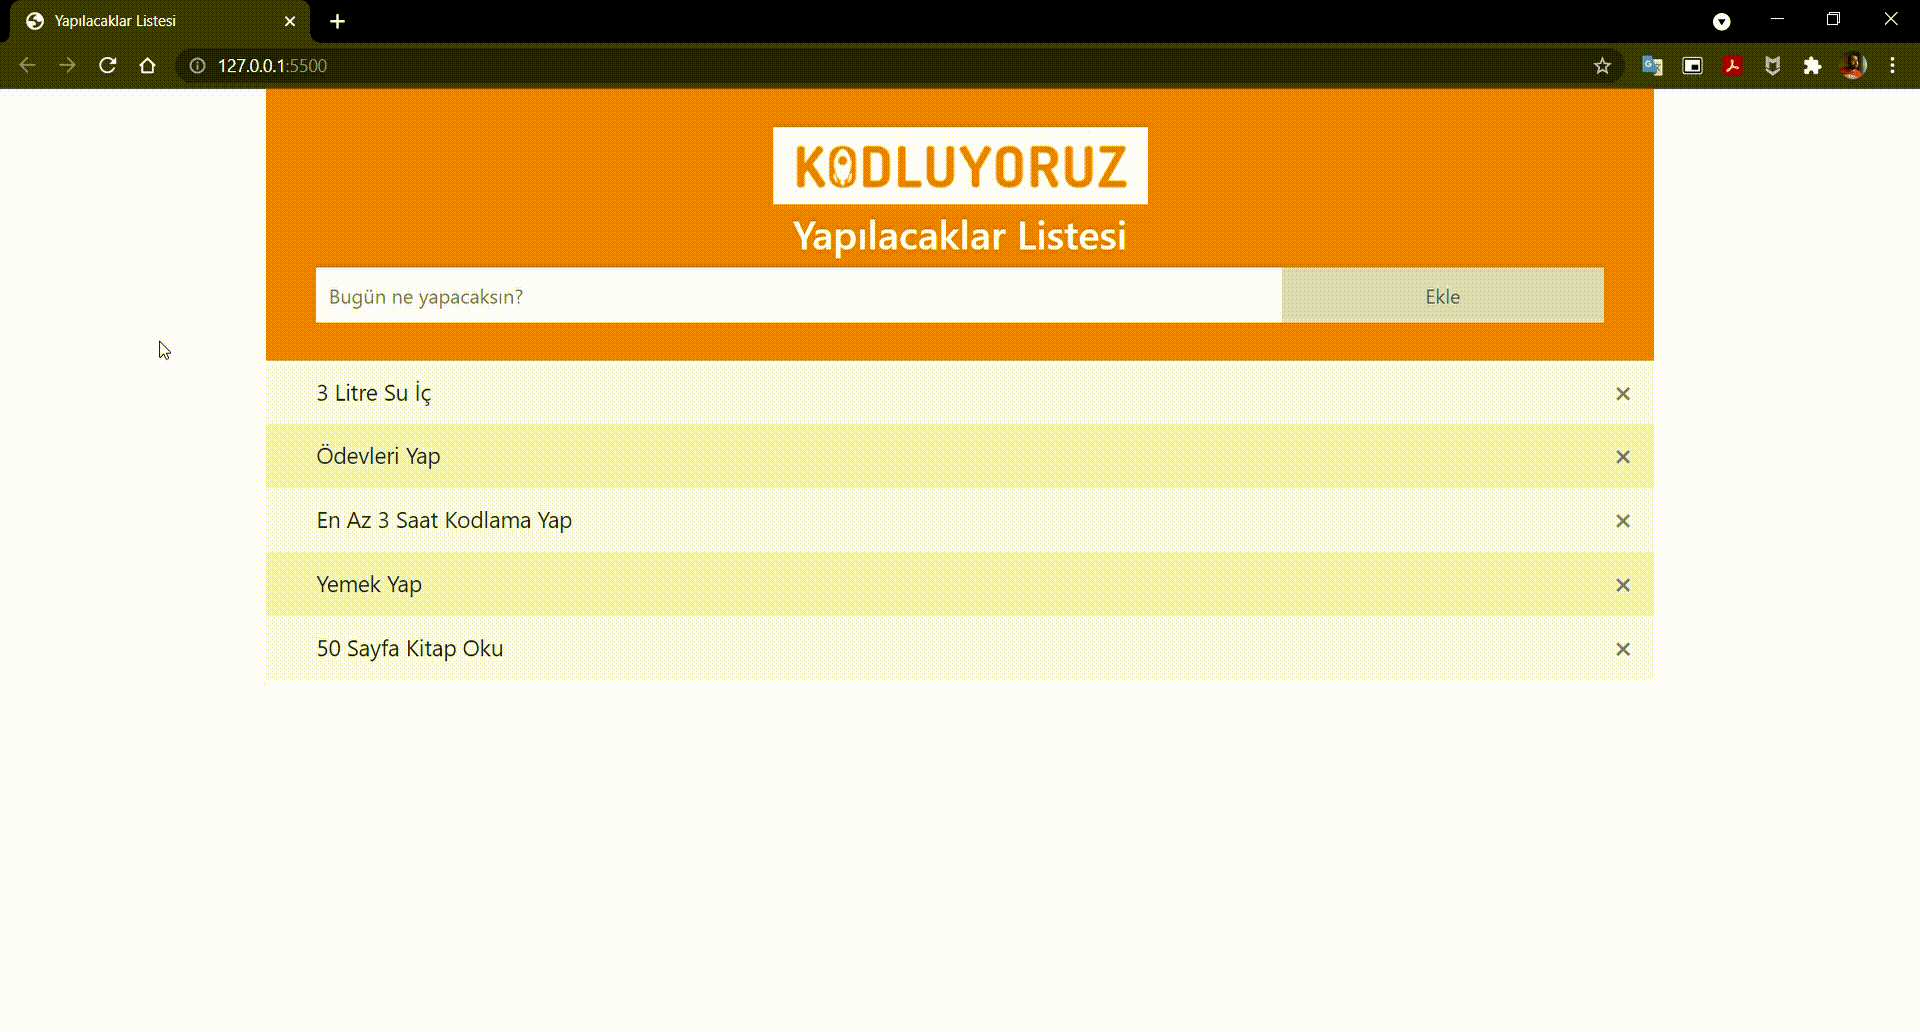 Yapılacaklar Listesi
127.0.0.1:5500
KODLUYORUZ
Yapılacaklar Listesi
Bugün ne yapacaksın?
Ekle
3 Litre Su İç
Ödevleri Yap
En Az 3 Saat Kodlama Yap
Yemek Yap
50 Sayfa Kitap Oku